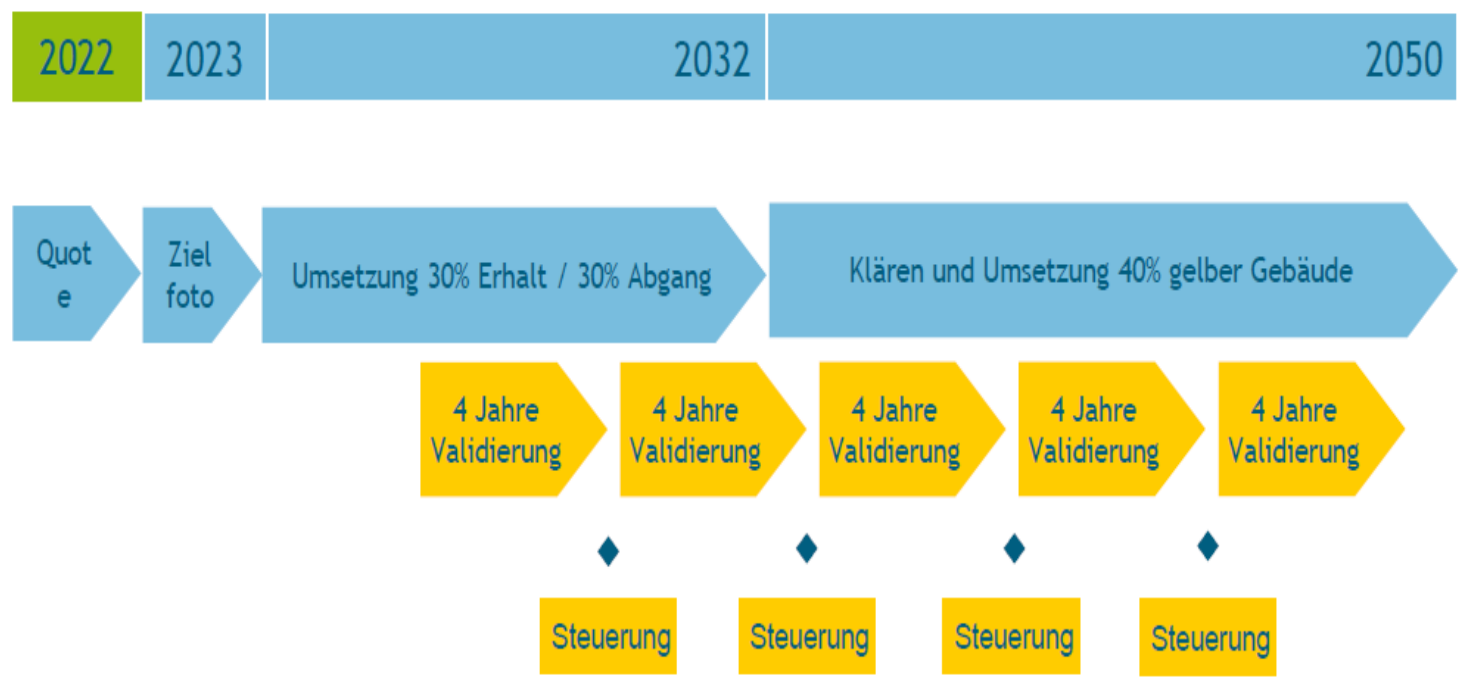 2022
2023
2032
2050
Quot
e
Ziel
foto
Umsetzung 30% Erhalt / 30% Abgang
Klären und Umsetzung 40% gelber Gebäude
4 Jahre
Validierung
4 Jahre
Validierung
4 Jahre
Validierung
4 Jahre
Validierung
4 Jahre
Validierung
Steuerung
Steuerung
Steuerung
Steuerung